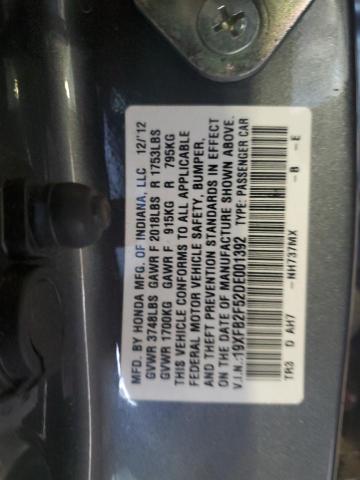 MFD. BY HONDA MFG. OF INDIANA, LLC 12/'12
GVWR 3748LBS GAWR F 2018LBS R 1753LBS
GVWR 1700KG GAWR F 915KG R 795KG
THIS VEHICLE CONFORMS TO ALL APPLICABLE
FEDERAL MOTOR VEHICLE SAFETY, BUMPER,
AND THEFT PREVENTION STANDARDS IN EFFECT
ON THE DATE OF MANUFACTURE SHOWN ABOVE.
V.I.N.:19XFB2F52DE001392 TYPE: PASSENGER CAR
TR3 D AH7 -NH737MX -B -E